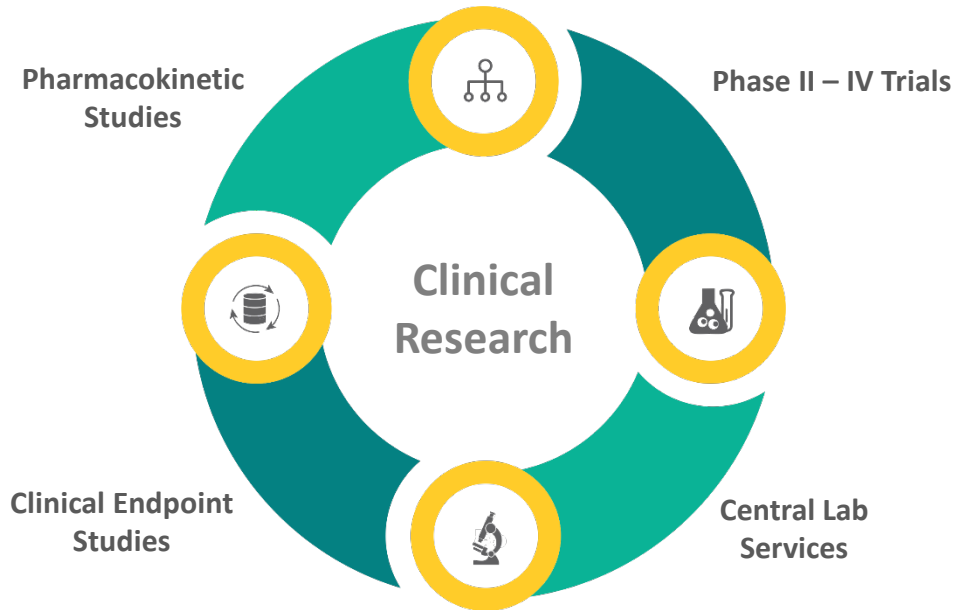 Pharmacokinetic
Studies
Phase II – IV Trials
Clinical
Research
Clinical Endpoint
Studies
Central Lab
Services